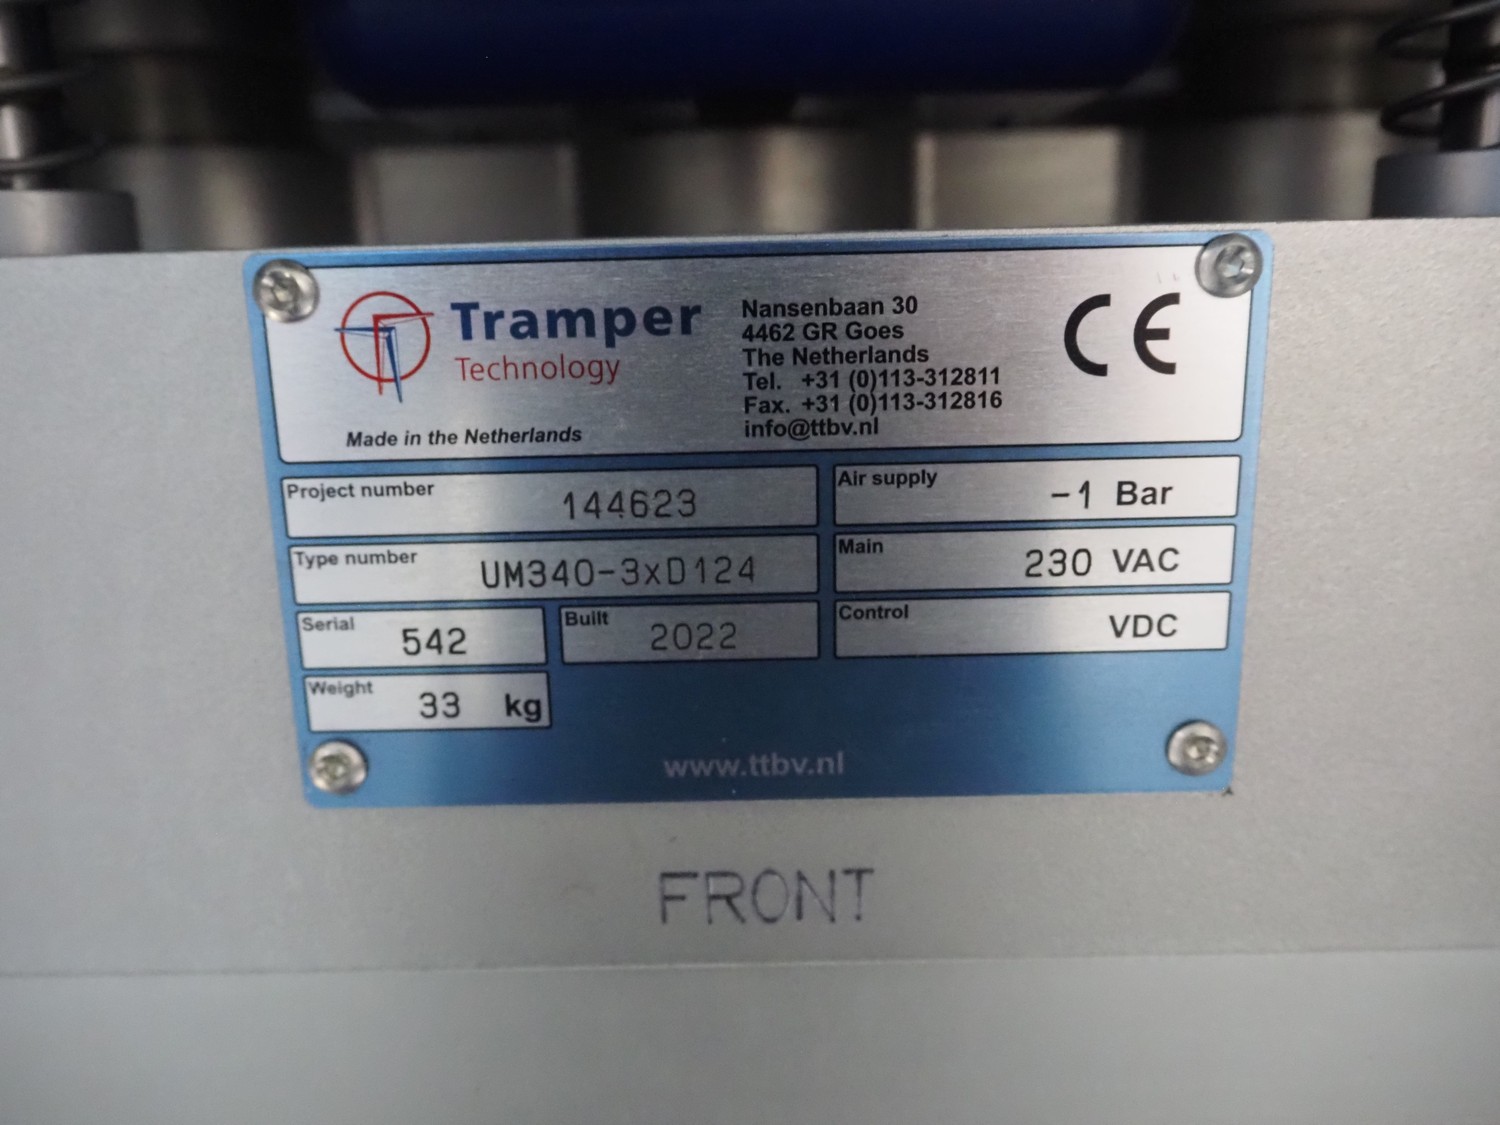 Tramper
Technology
Made in the Netherlands
Nansenbaan 30
4462 GR Goes
The Netherlands
Tel. +31 (0)113-312811
Fax. +31 (0)113-312816
info@ttbv.nl
CE
Project number 144623
Air supply -1 Bar
Type number UM340-3xD124
Main 230 VAC
Serial 542
Built 2022
Control VDC
Weight 33 kg
www.ttbv.nl
FRONT